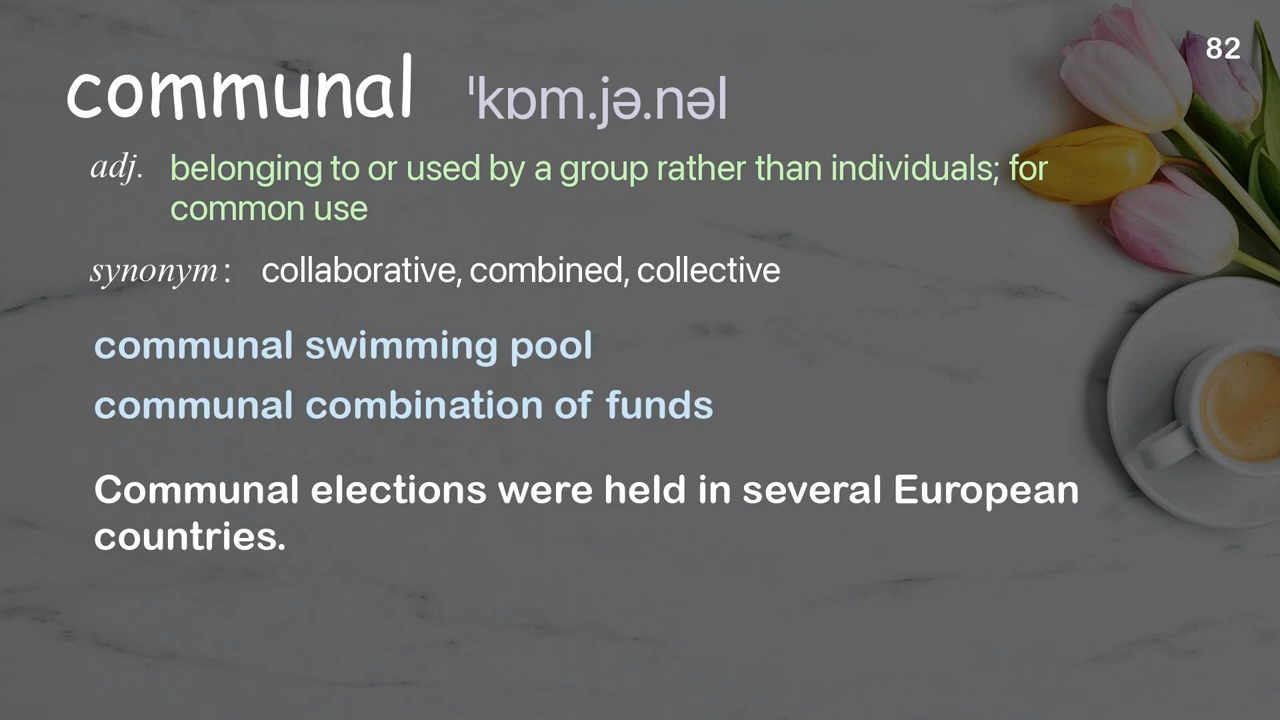 82
communal ˈkɒm.jə.nəl
adj. belonging to or used by a group rather than individuals; for
common use
synonym: collaborative, combined, collective
communal swimming pool
communal combination of funds
Communal elections were held in several European
countries.